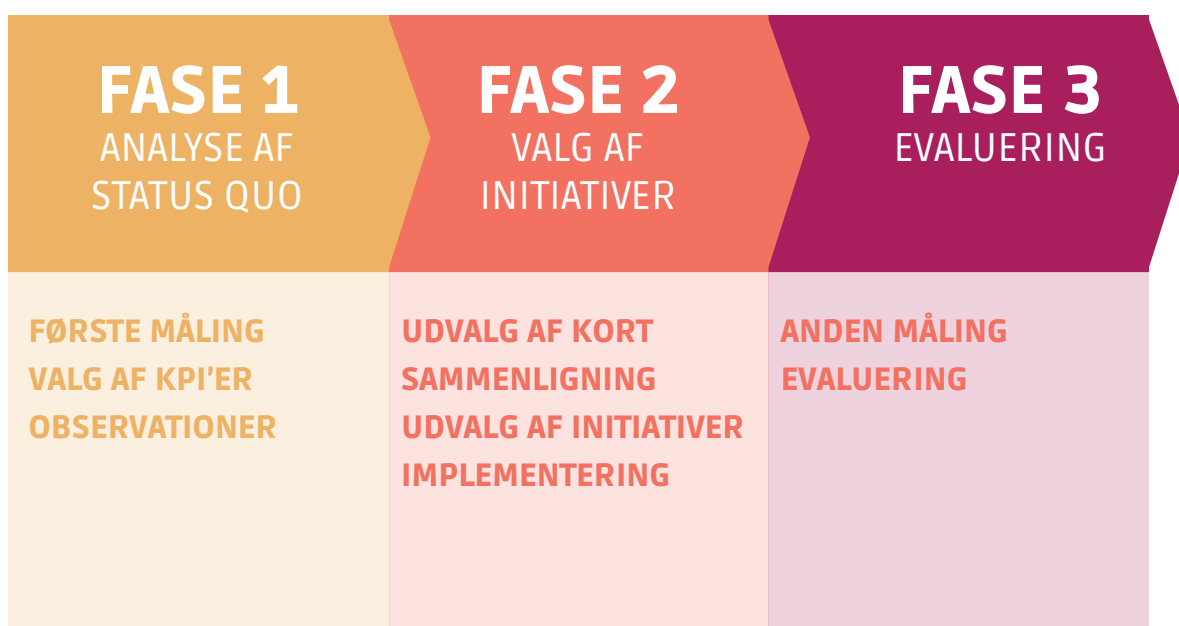 FASE 1
ANALYSE AF
STATUS QUO
FØRSTE MÅLING
VALG AF KPI'ER
OBSERVATIONER
FASE 2
VALG AF
INITIATIVER
UDVALG AF KORT
SAMMENLIGNING
UDVALG AF INITIATIVER
IMPLEMENTERING
FASE 3
EVALUERING
ANDEN MÅLING
EVALUERING